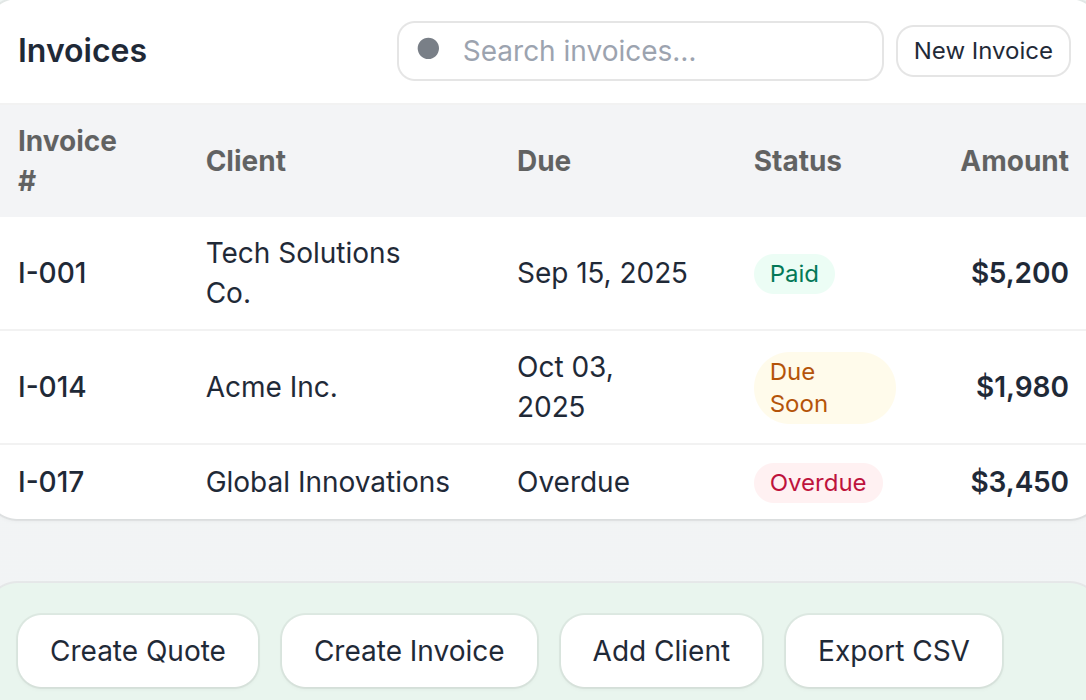 Invoices
Search invoices...
New Invoice
Invoice
#
Client
Due
Status
Amount
I-001
Tech Solutions
Co.
Sep 15, 2025
Paid
$5,200
I-014
Acme Inc.
Oct 03,
2025
Due
Soon
$1,980
I-017
Global Innovations
Overdue
Overdue
$3,450
Create Quote
Create Invoice
Add Client
Export CSV